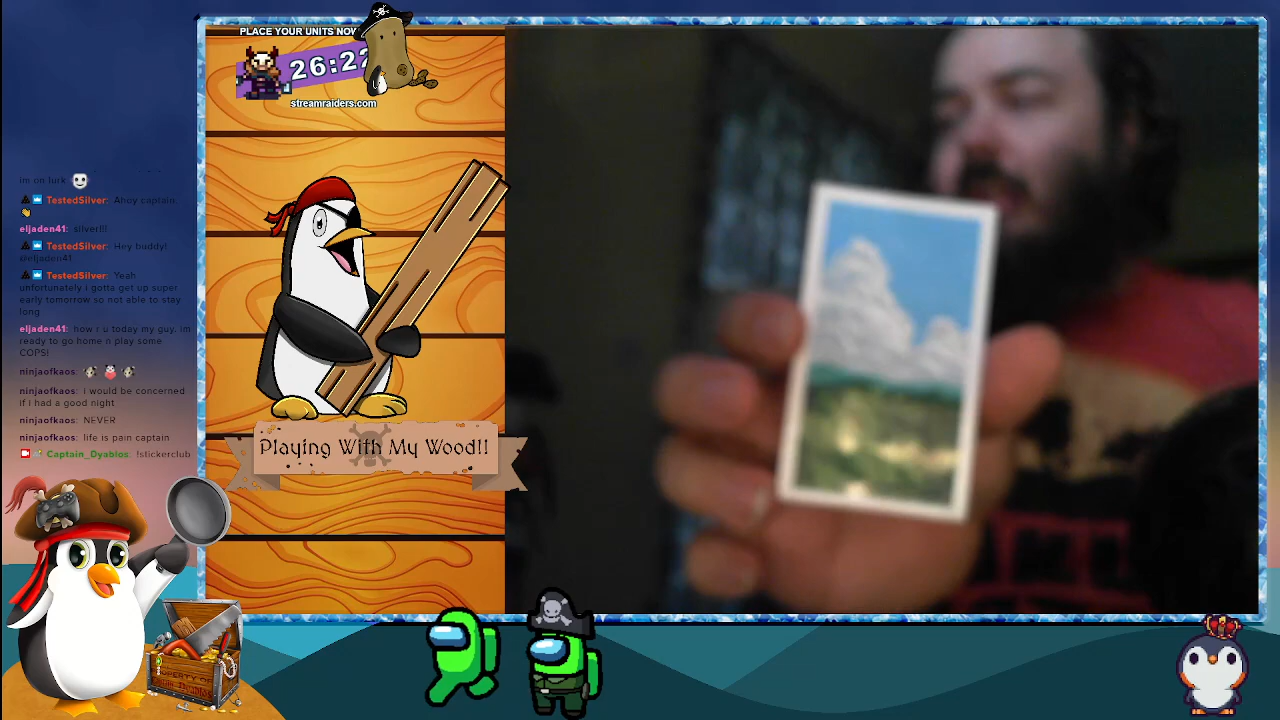 PLACE YOUR UNITS NOW
26:22
streamraiders.com
im on lurk
TestedSilver: Ahoy captain.
eljaden41: silver!!!
TestedSilver: Hey buddy!
@eljaden41
TestedSilver: Yeah
unfortunately i gotta get up super
early tomorrow so not able to stay
long
eljaden41: how r u today my guy. im
ready to go home n play some
COPS!
ninjaofkaos:
ninjaofkaos: i would be concerned
if I had a good night
ninjaofkaos: NEVER
ninjaofkaos: life is pain captain
Captain_Dyablos: !stickerclub
Playing With My Wood!!
PROPERTY OF